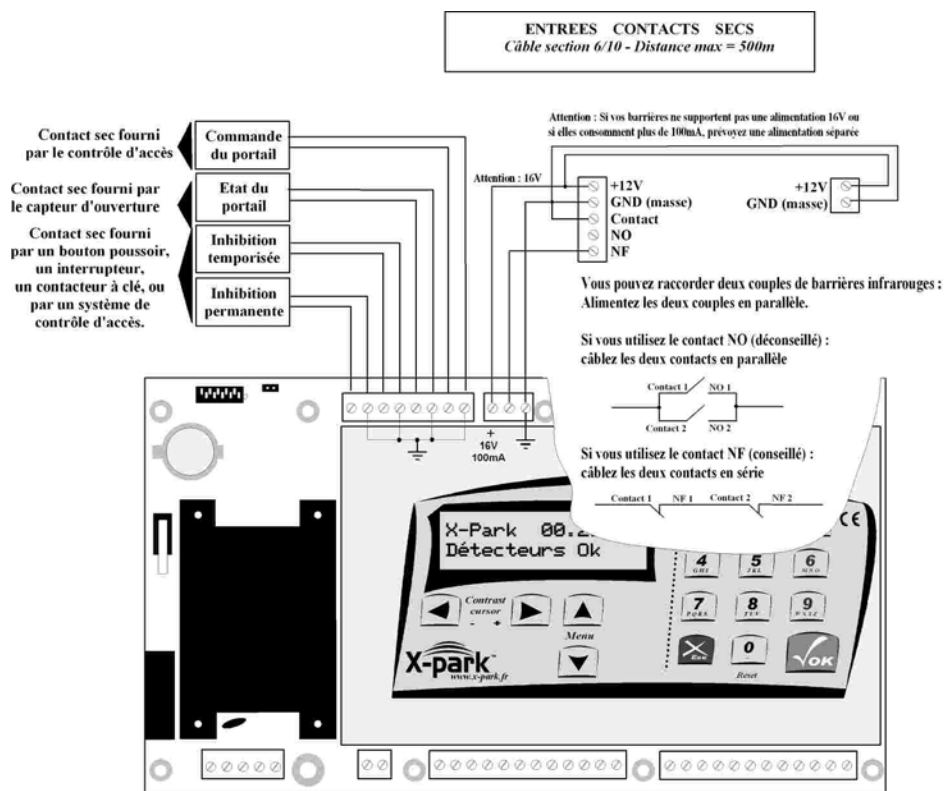 ENTREES CONTACTS SECS
Câble section 6/10 - Distance max = 500m
Contact sec fourni
par le contrôle d'accès
Commande
du portail
Contact sec fourni par
le capteur d'ouverture
Etat du
portail
Contact sec fourni
par un bouton poussoir,
un interrupteur,
un contacteur à clé, ou
par un système de
contrôle d'accès.
Inhibition
temporisée
Inhibition
permanente
Attention : Si vos barrières ne supportent pas une alimentation 16V ou
si elles consomment plus de 100mA, prévoyez une alimentation séparée
Attention : 16V
+12V
GND (masse)
Contact
NO
NF
+12V
GND (masse)
Vous pouvez raccorder deux couples de barrières infrarouges ;
Alimentez les deux couples en parallèle.
Si vous utilisez le contact NO (déconseillé) :
câblez les deux contacts en parallèle
Contact 1 NO 1
Contact 2 NO 2
Si vous utilisez le contact NF (conseillé) :
câblez les deux contacts en série
Contact 1 NF 1 Contact 2 NF 2
+
16V
100mA
X-Park 00.2
Détecteurs Ok
CE
4 GHI
5 JKL
6 MNO
7 PQRS
8
9
Esc
0
Reset
√OK
Contrast
cursor
- +
Menu
X-park™
www.x-park.fr